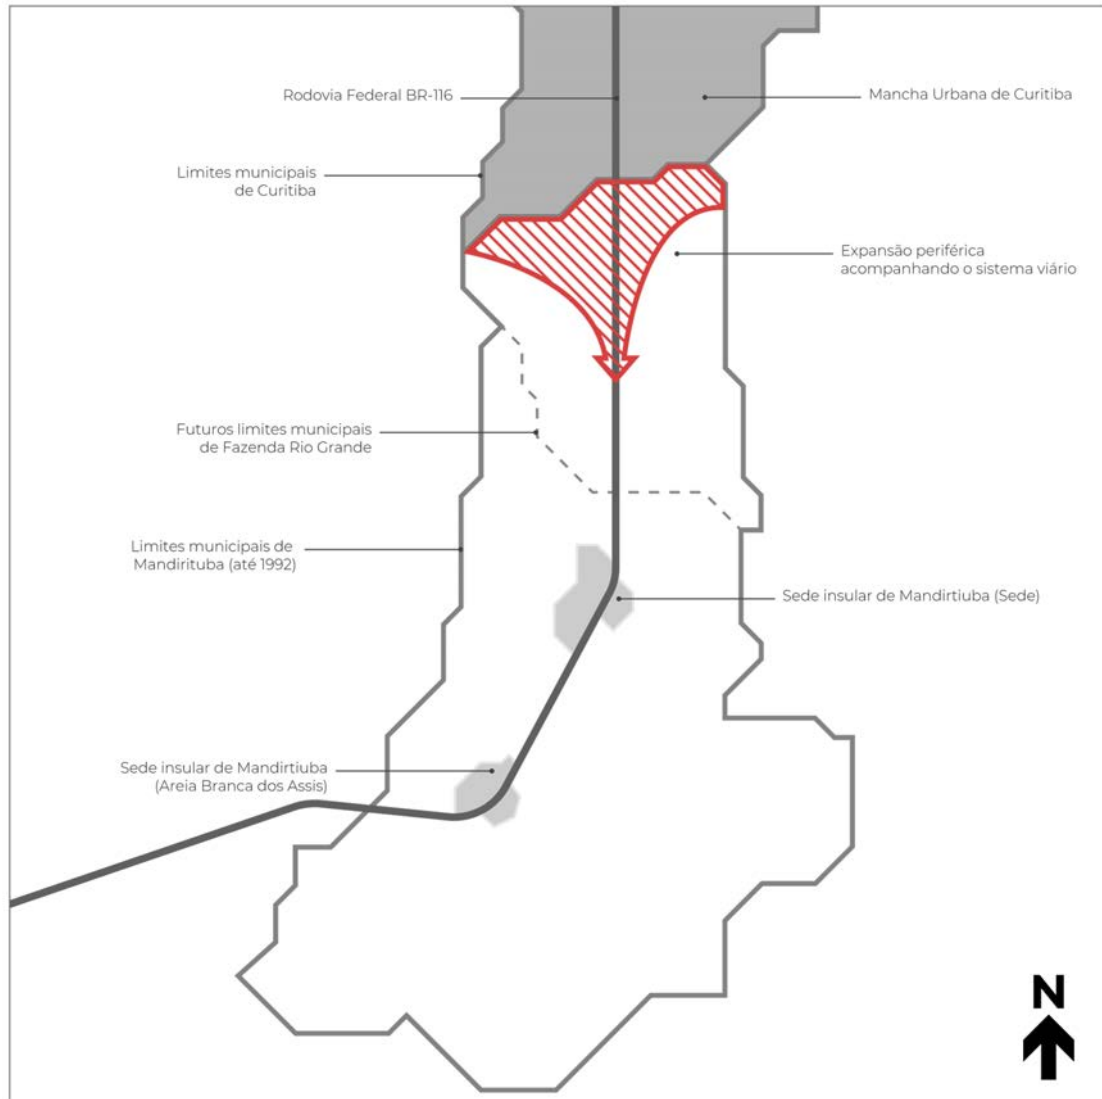 Rodovia Federal BR-116
Mancha Urbana de Curitiba
Limites municipais
de Curitiba
Expansão periférica
acompanhando o sistema viário
Futuros limites municipais
de Fazenda Rio Grande
Limites municipais de
Mandirituba (até 1992)
Sede insular de Mandirtiuba (Sede)
Sede insular de Mandirtiuba
(Areia Branca dos Assis)
N